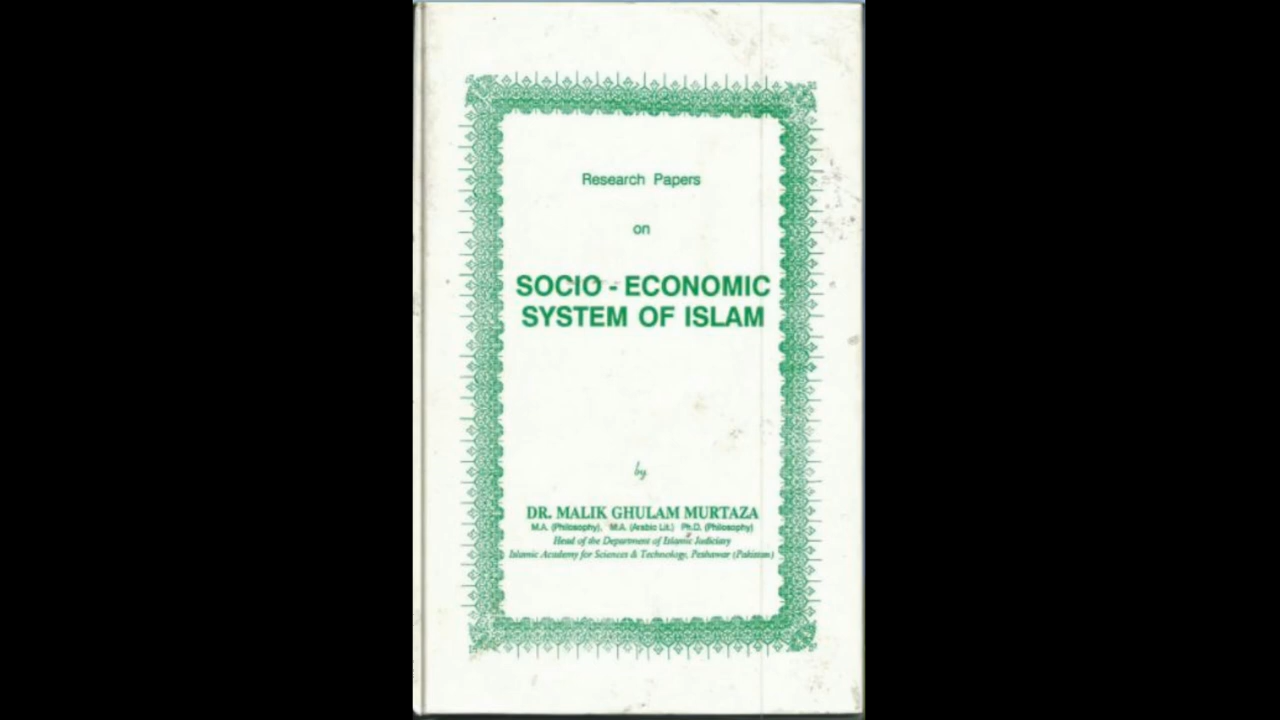 Research Papers
on
SOCIO - ECONOMIC
SYSTEM OF ISLAM
by
DR. MALIK GHULAM MURTAZA
M.A. (Philosophy), M.A. (Arabic Lit.) Ph.D. (Philosophy)
Head of the Department of Islamic Judiciary
Islamic Academy for Sciences & Technology, Peshawar (Pakistan)